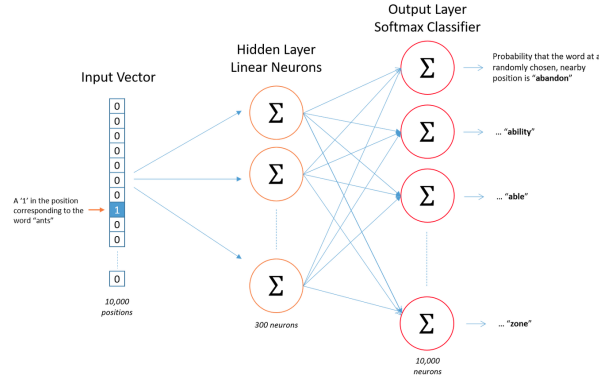 Output Layer
Softmax Classifier
Hidden Layer
Linear Neurons
Input Vector
Probability that the word at a
randomly chosen, nearby
position is "abandon"
Σ
Σ
0
0
0
0
0
0
0
1
0
0
0
A '1' in the position
corresponding to the
word "ants"
10,000
positions
Σ
Σ
300 neurons
Σ
... "ability"
Σ
... "able"
Σ
... "zone"
10,000
neurons